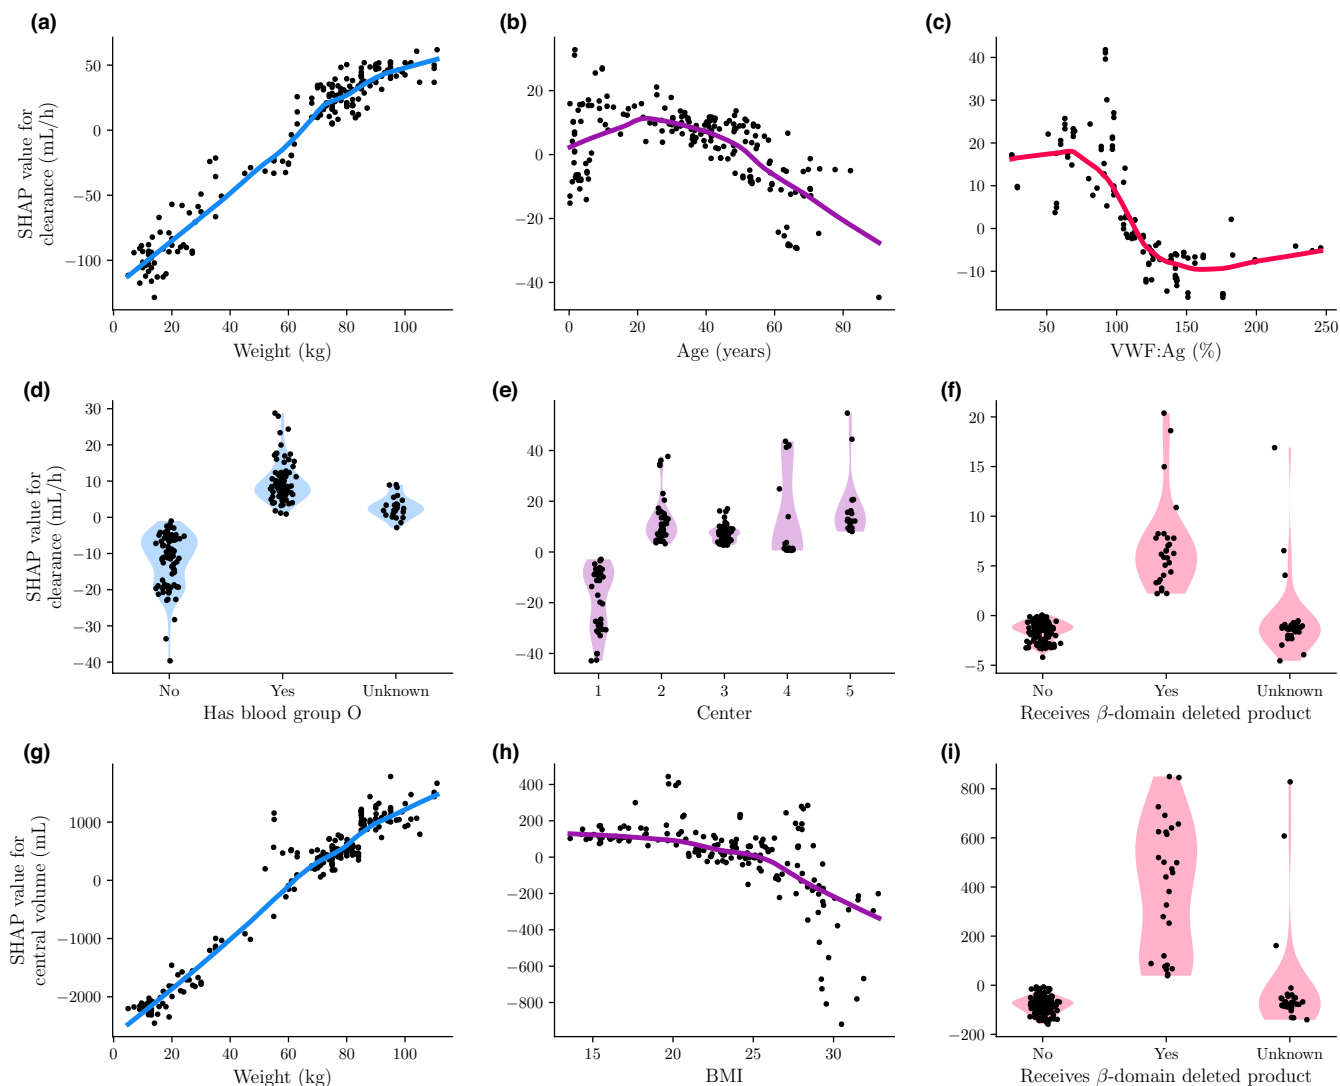 (a)
SHAP value for
clearance (mL/h)
50
0
−50
−100
0 20 40 60 80 100
Weight (kg)
(b)
20
0
−20
−40
0 20 40 60 80
Age (years)
(c)
40
30
20
10
0
−10
50 100 150 200 250
VWF:Ag (%)
(d)
SHAP value for
clearance (mL/h)
30
20
10
0
−10
−20
−30
−40
No Yes Unknown
Has blood group O
(e)
40
20
0
−20
−40
1 2 3 4 5
Center
(f)
20
15
10
5
0
−5
No Yes Unknown
Receives β-domain deleted product
(g)
SHAP value for
central volume (mL)
1000
0
−1000
−2000
0 20 40 60 80 100
Weight (kg)
(h)
400
200
0
−200
−400
−600
−800
15 20 25 30
BMI
(i)
800
600
400
200
0
−200
No Yes Unknown
Receives β-domain deleted product